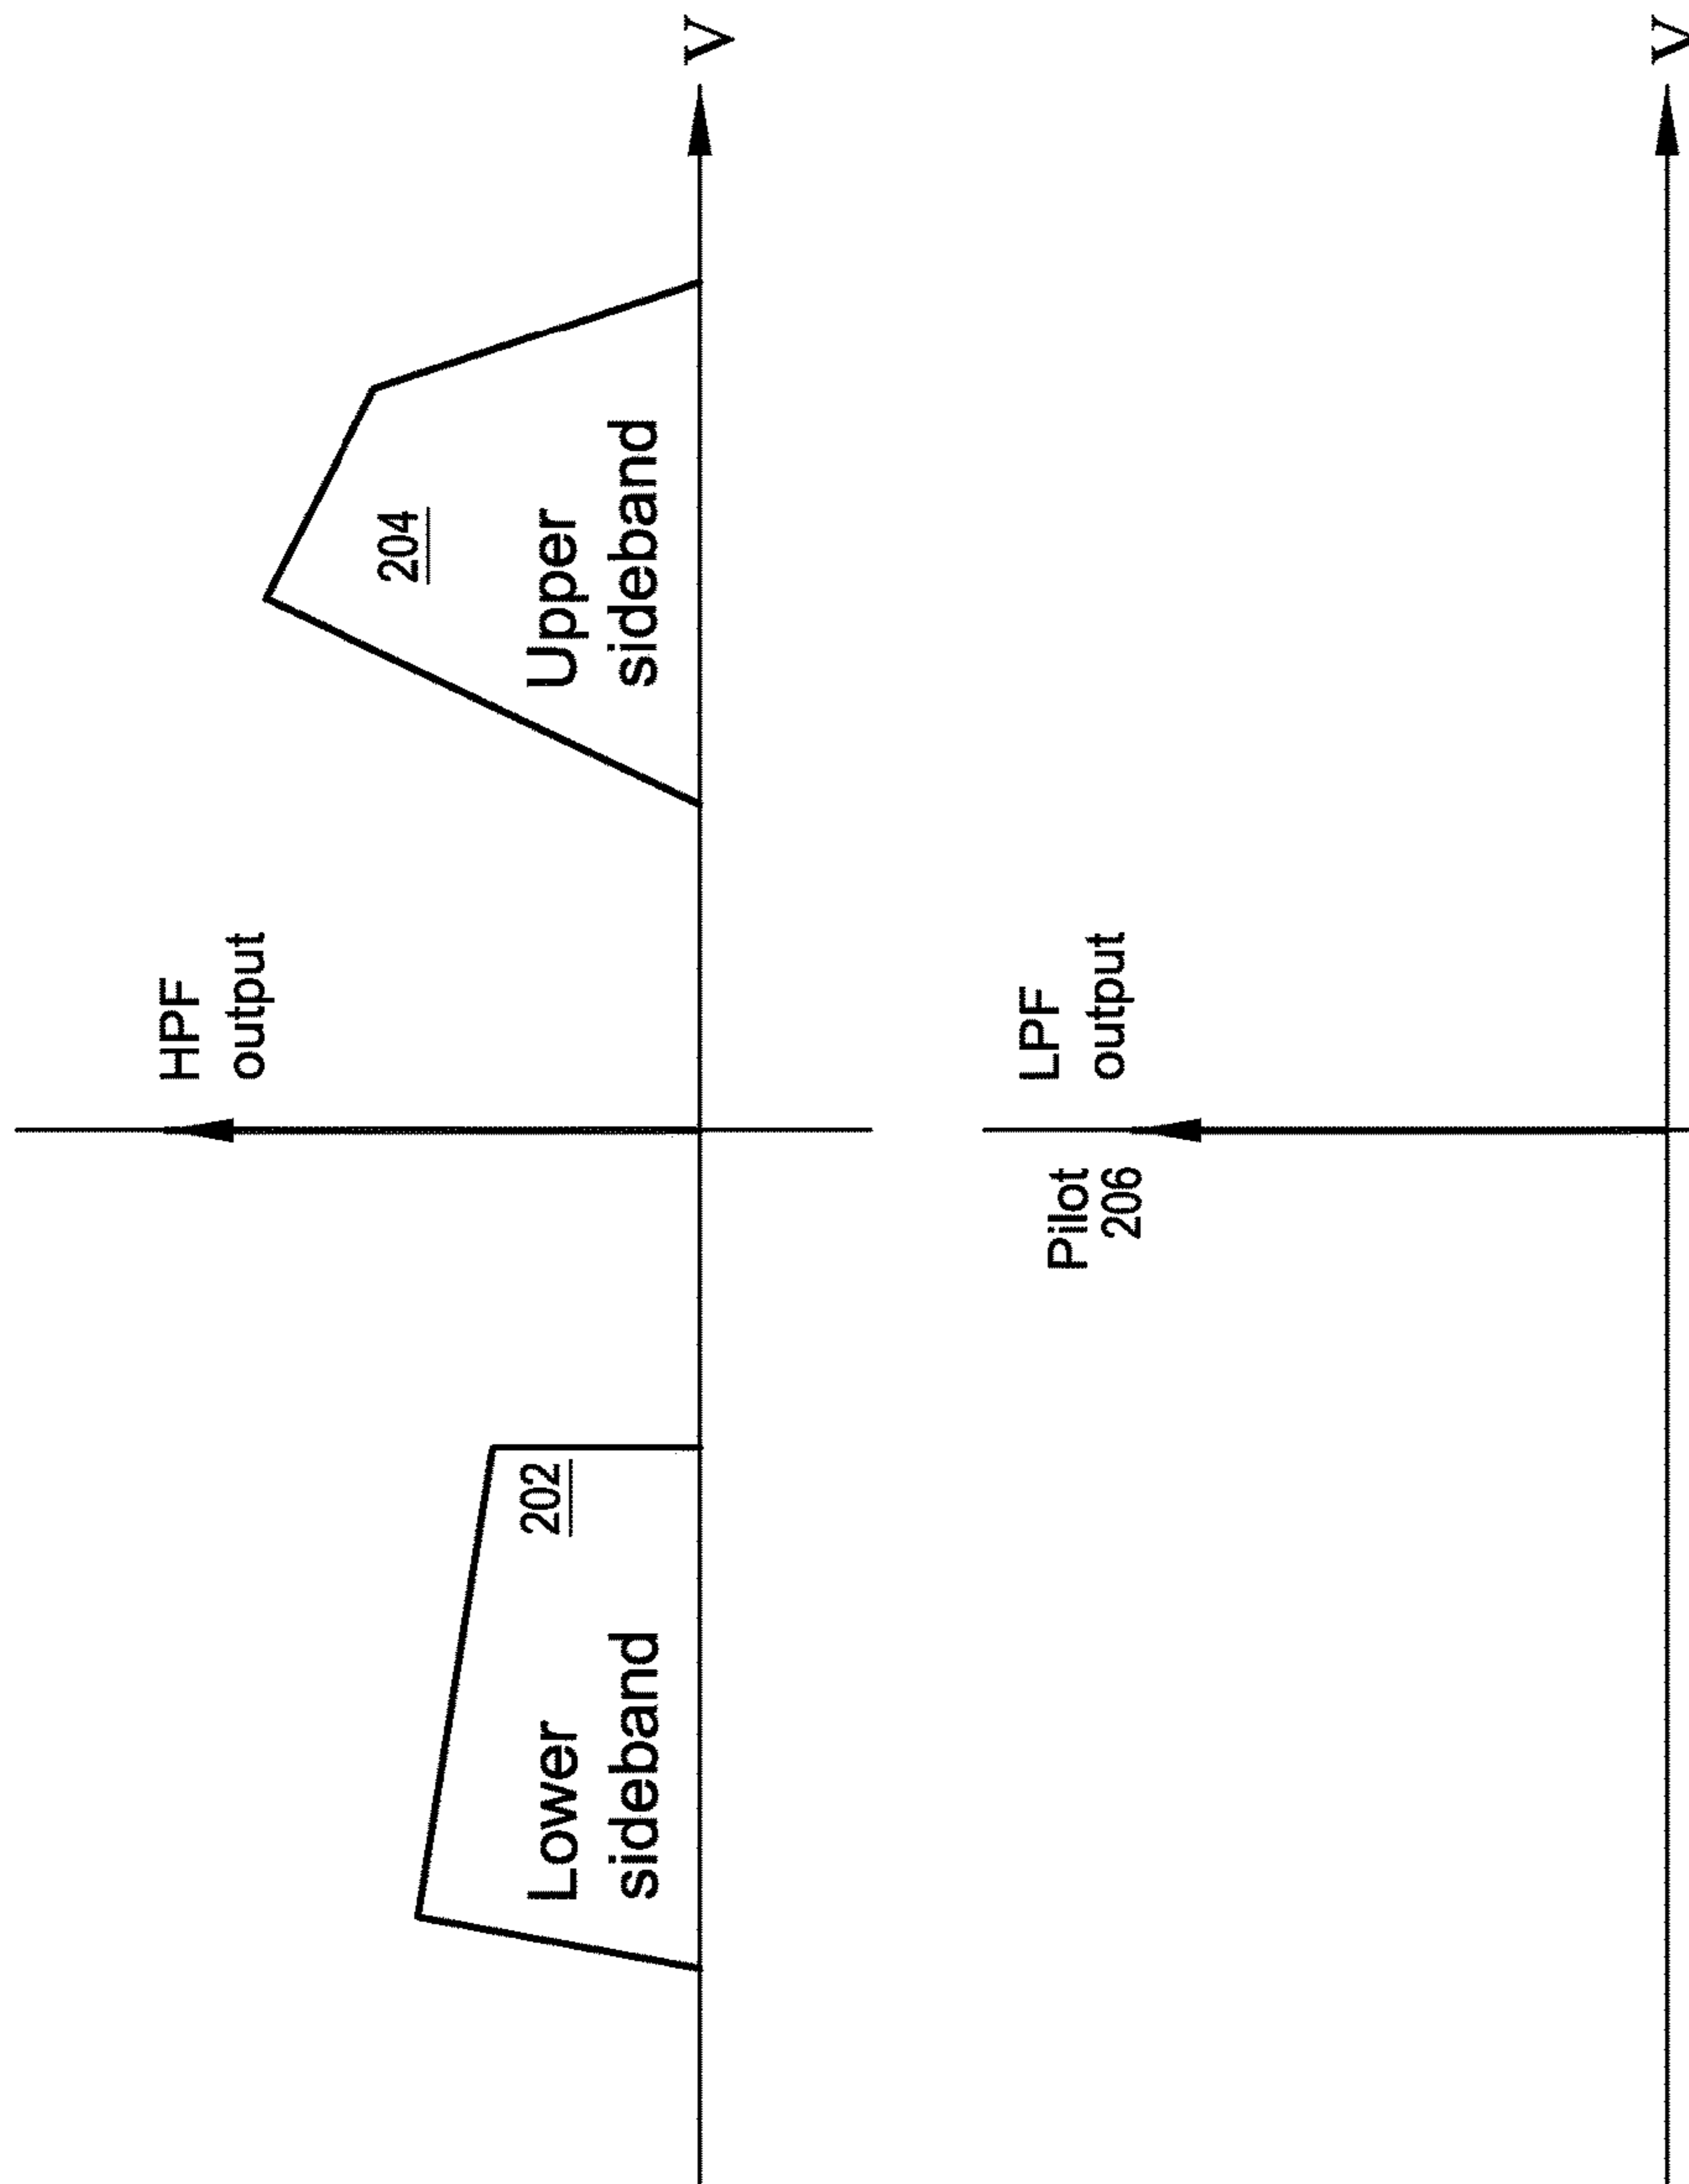 HPF
output
204
Upper
sideband
202
Lower
sideband
V
LPF
output
Pilot
206
V